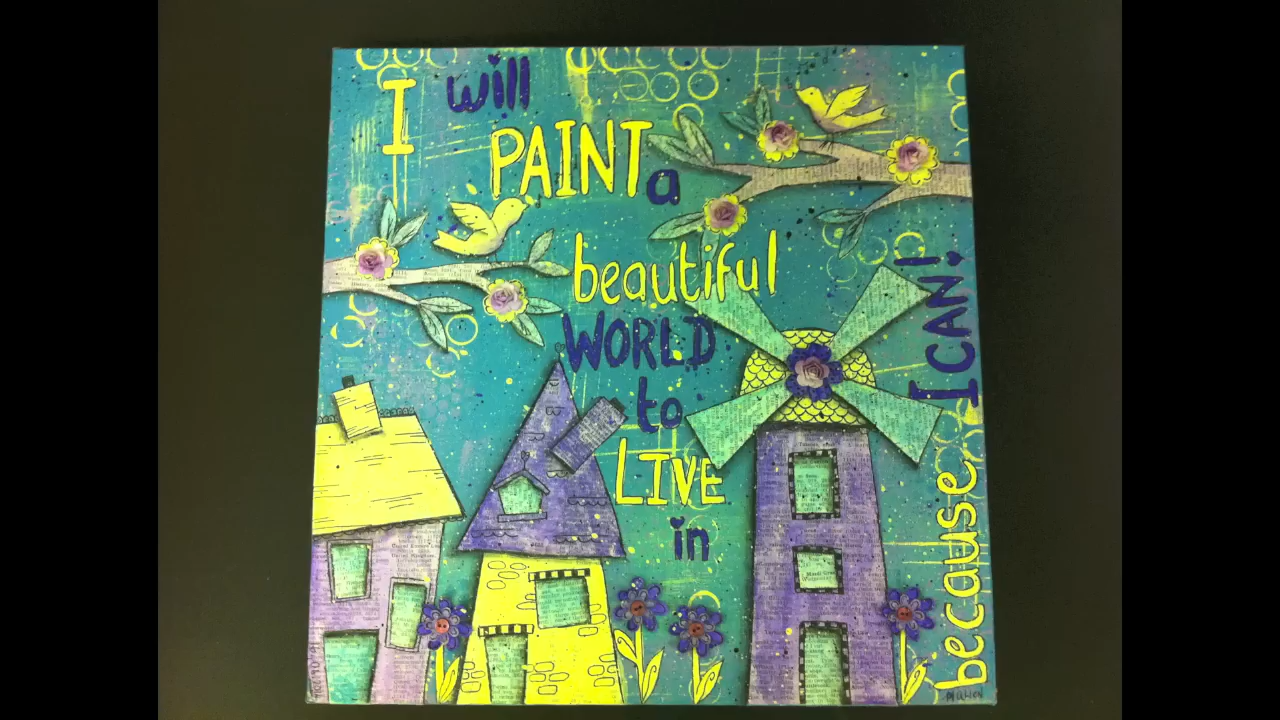 I will
PAINT a
beautiful
WORLD
to
LIVE
in
because I CAN!